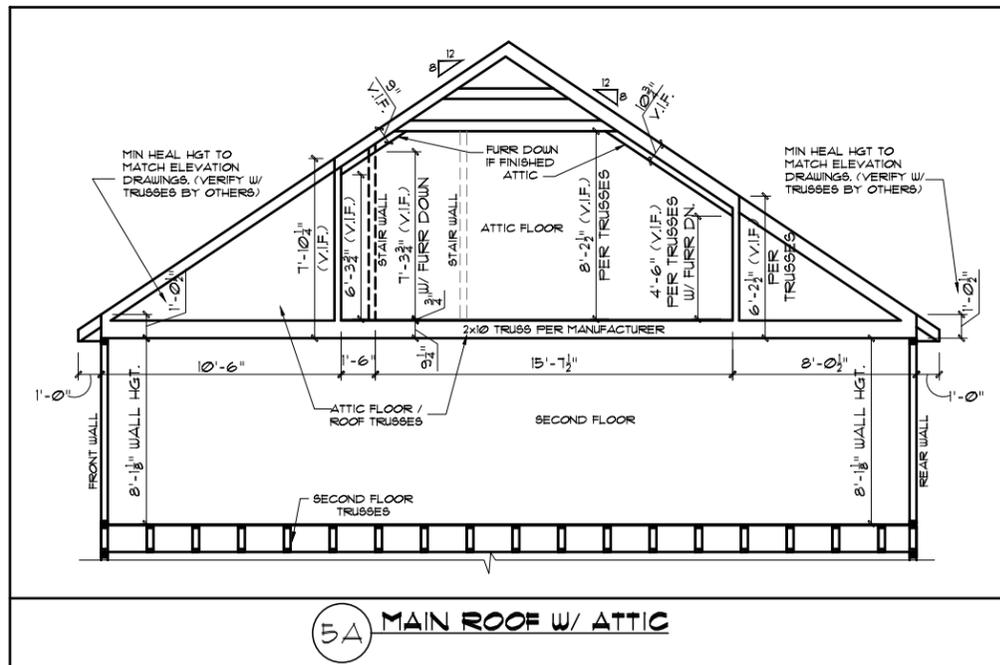 12
8
12
8
9"
V.I.F.
10¾"
V.I.F.
MIN HEAL HGT TO
MATCH ELEVATION
DRAWINGS, (VERIFY W/
TRUSSES BY OTHERS)
FURR DOWN
IF FINISHED
ATTIC
MIN HEAL HGT TO
MATCH ELEVATION
DRAWINGS, (VERIFY W/
TRUSSES BY OTHERS)
1'-0½"
7'-10¼"
(V.I.F.)
6'-3¾" (V.I.F.)
STAIR WALL
7'-3¾" (V.I.F.)
W/ FURR DOWN
STAIR WALL
ATTIC FLOOR
8'-2½" (V.I.F.)
PER TRUSSES
4'-6" (V.I.F.)
PER TRUSSES
W/ FURR DN.
6'-2½" (V.I.F.)
PER
TRUSSES
1'-0½"
¾"
2x10 TRUSS PER MANUFACTURER
9¼"
10'-6"
1'-6"
15'-7½"
8'-0½"
1'-0"
1'-0"
FRONT WALL
8'-1⅛" WALL HGT.
ATTIC FLOOR /
ROOF TRUSSES
SECOND FLOOR
8'-1⅛" WALL HGT.
REAR WALL
SECOND FLOOR
TRUSSES
5A
MAIN ROOF W/ ATTIC